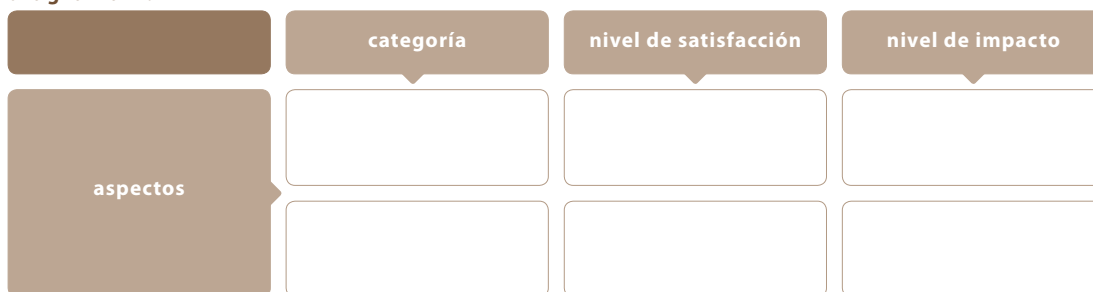 categoría
nivel de satisfacción
nivel de impacto
aspectos